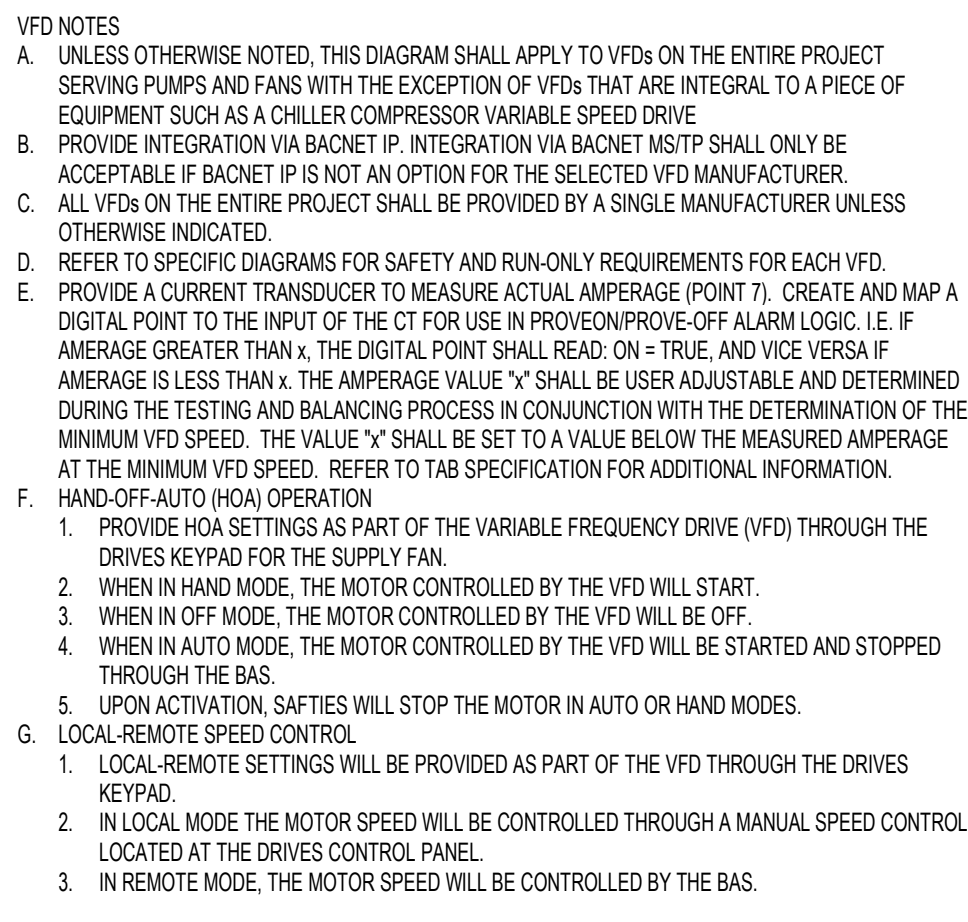 VFD NOTES
A. UNLESS OTHERWISE NOTED, THIS DIAGRAM SHALL APPLY TO VFDs ON THE ENTIRE PROJECT
SERVING PUMPS AND FANS WITH THE EXCEPTION OF VFDs THAT ARE INTEGRAL TO A PIECE OF
EQUIPMENT SUCH AS A CHILLER COMPRESSOR VARIABLE SPEED DRIVE
B. PROVIDE INTEGRATION VIA BACNET IP. INTEGRATION VIA BACNET MS/TP SHALL ONLY BE
ACCEPTABLE IF BACNET IP IS NOT AN OPTION FOR THE SELECTED VFD MANUFACTURER.
C. ALL VFDs ON THE ENTIRE PROJECT SHALL BE PROVIDED BY A SINGLE MANUFACTURER UNLESS
OTHERWISE INDICATED.
D. REFER TO SPECIFIC DIAGRAMS FOR SAFETY AND RUN-ONLY REQUIREMENTS FOR EACH VFD.
E. PROVIDE A CURRENT TRANSDUCER TO MEASURE ACTUAL AMPERAGE (POINT 7). CREATE AND MAP A
DIGITAL POINT TO THE INPUT OF THE CT FOR USE IN PROVEON/PROVE-OFF ALARM LOGIC. I.E. IF
AMERAGE GREATER THAN x, THE DIGITAL POINT SHALL READ: ON = TRUE, AND VICE VERSA IF
AMERAGE IS LESS THAN x. THE AMPERAGE VALUE "x" SHALL BE USER ADJUSTABLE AND DETERMINED
DURING THE TESTING AND BALANCING PROCESS IN CONJUNCTION WITH THE DETERMINATION OF THE
MINIMUM VFD SPEED. THE VALUE "x" SHALL BE SET TO A VALUE BELOW THE MEASURED AMPERAGE
AT THE MINIMUM VFD SPEED. REFER TO TAB SPECIFICATION FOR ADDITIONAL INFORMATION.
F. HAND-OFF-AUTO (HOA) OPERATION
1. PROVIDE HOA SETTINGS AS PART OF THE VARIABLE FREQUENCY DRIVE (VFD) THROUGH THE
DRIVES KEYPAD FOR THE SUPPLY FAN.
2. WHEN IN HAND MODE, THE MOTOR CONTROLLED BY THE VFD WILL START.
3. WHEN IN OFF MODE, THE MOTOR CONTROLLED BY THE VFD WILL BE OFF.
4. WHEN IN AUTO MODE, THE MOTOR CONTROLLED BY THE VFD WILL BE STARTED AND STOPPED
THROUGH THE BAS.
5. UPON ACTIVATION, SAFTIES WILL STOP THE MOTOR IN AUTO OR HAND MODES.
G. LOCAL-REMOTE SPEED CONTROL
1. LOCAL-REMOTE SETTINGS WILL BE PROVIDED AS PART OF THE VFD THROUGH THE DRIVES
KEYPAD.
2. IN LOCAL MODE THE MOTOR SPEED WILL BE CONTROLLED THROUGH A MANUAL SPEED CONTROL
LOCATED AT THE DRIVES CONTROL PANEL.
3. IN REMOTE MODE, THE MOTOR SPEED WILL BE CONTROLLED BY THE BAS.